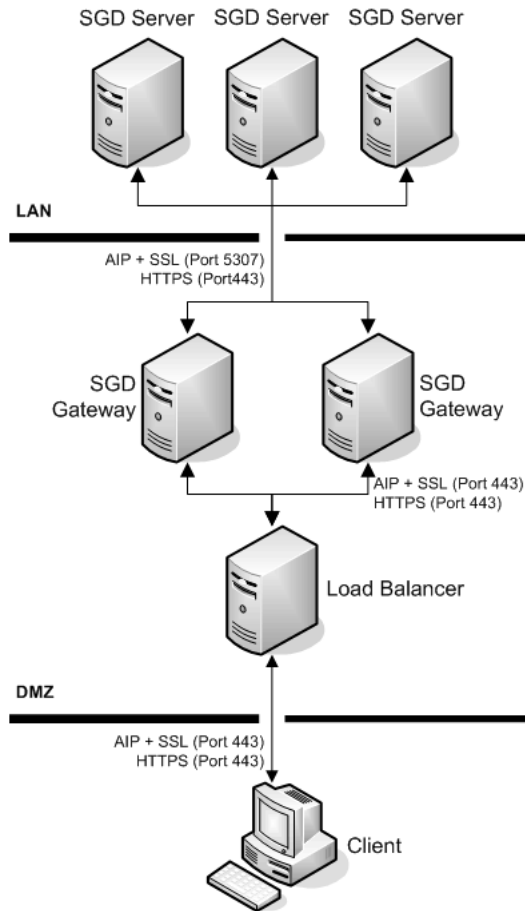 SGD Server
SGD Server
SGD Server
LAN
AIP + SSL (Port 5307)
HTTPS (Port443)
SGD
Gateway
SGD
Gateway
AIP + SSL (Port 443)
HTTPS (Port 443)
Load Balancer
DMZ
AIP + SSL (Port 443)
HTTPS (Port 443)
Client